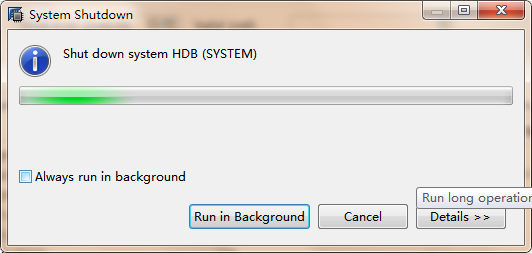 System Shutdown
Shut down system HDB (SYSTEM)
Always run in background
Run long operation
Run in Background
Cancel
Details >>